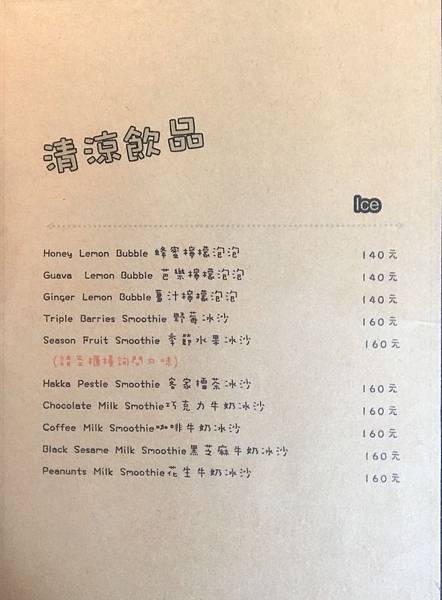 清涼飲品
Ice
Honey Lemon Bubble 蜂蜜檸檬泡泡 140元
Guava Lemon Bubble 芭樂檸檬泡泡 140元
Ginger Lemon Bubble 薑汁檸檬泡泡 140元
Triple Barries Smoothie 野莓冰沙 160元
Season Fruit Smoothie 季節水果冰沙 160元
(請至櫃檯詢問口味)
Hakka Pestle Smoothie 客家擂茶冰沙 160元
Chocolate Milk Smothie巧克力牛奶冰沙 160元
Coffee Milk Smoothie咖啡牛奶冰沙 160元
Black Sesame Milk Smoothie黑芝麻牛奶冰沙 160元
Peanunts Milk Smoothie花生牛奶冰沙 160元